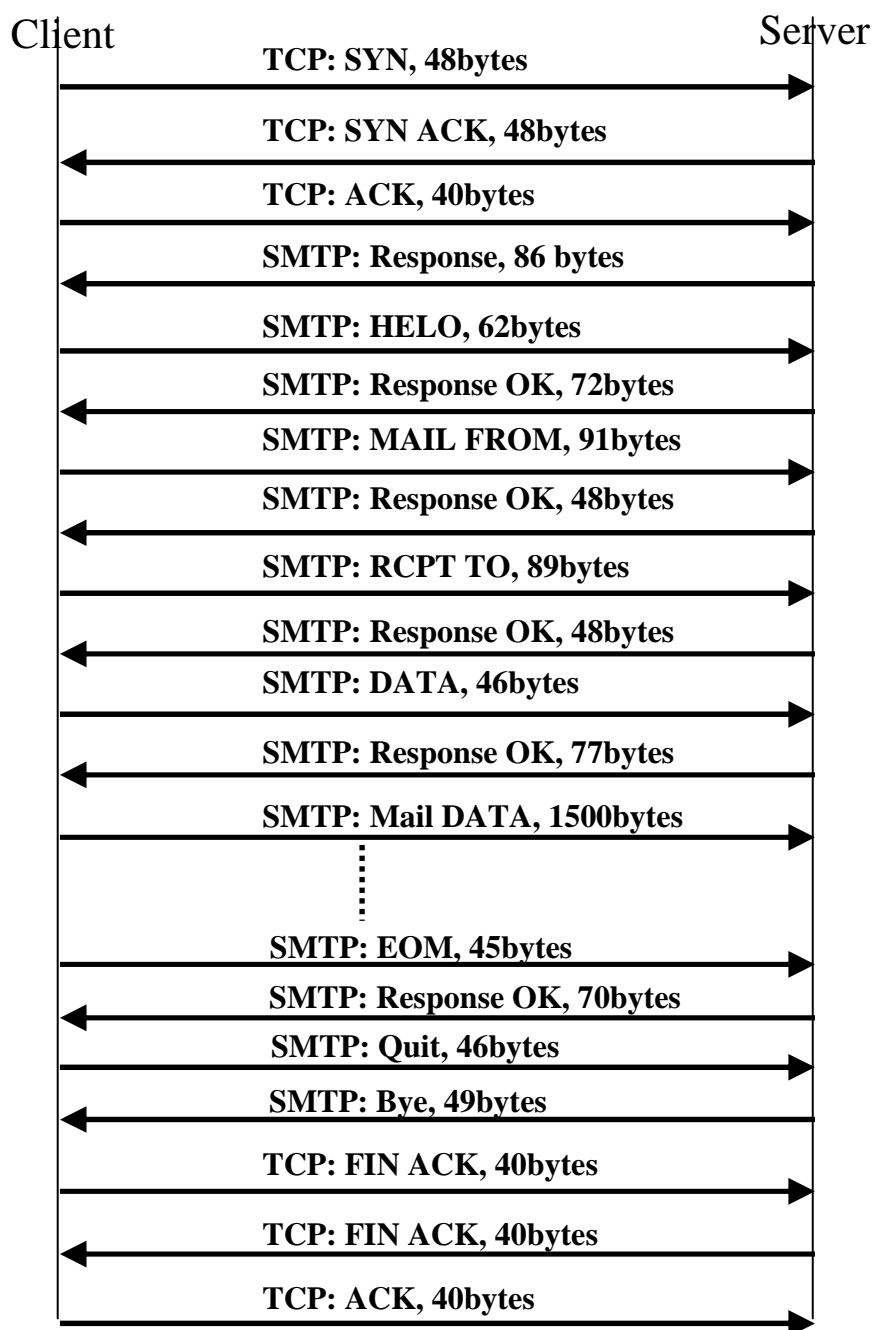 Client
Server
TCP: SYN, 48bytes
TCP: SYN ACK, 48bytes
TCP: ACK, 40bytes
SMTP: Response, 86 bytes
SMTP: HELO, 62bytes
SMTP: Response OK, 72bytes
SMTP: MAIL FROM, 91bytes
SMTP: Response OK, 48bytes
SMTP: RCPT TO, 89bytes
SMTP: Response OK, 48bytes
SMTP: DATA, 46bytes
SMTP: Response OK, 77bytes
SMTP: Mail DATA, 1500bytes
SMTP: EOM, 45bytes
SMTP: Response OK, 70bytes
SMTP: Quit, 46bytes
SMTP: Bye, 49bytes
TCP: FIN ACK, 40bytes
TCP: FIN ACK, 40bytes
TCP: ACK, 40bytes